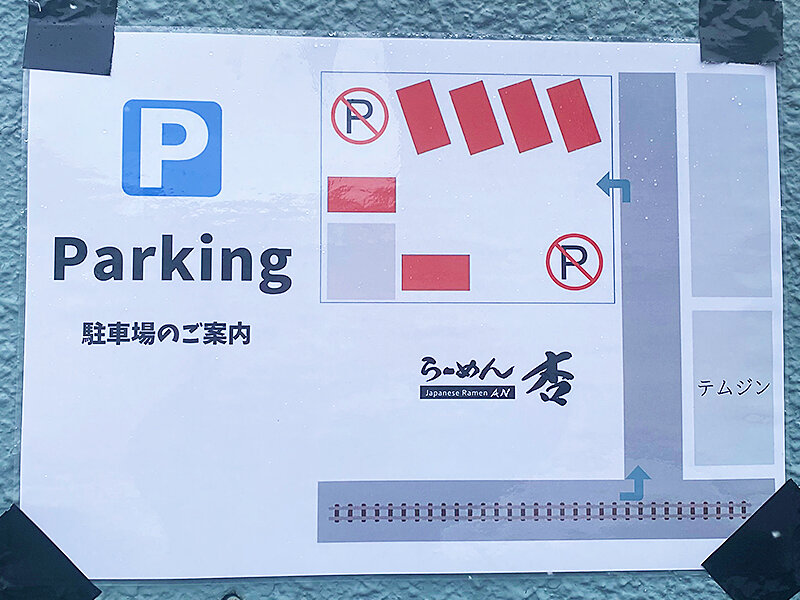 P
Parking
駐車場のご案内
P
P
らーめん 杏
Japanese Ramen AN
テムジン